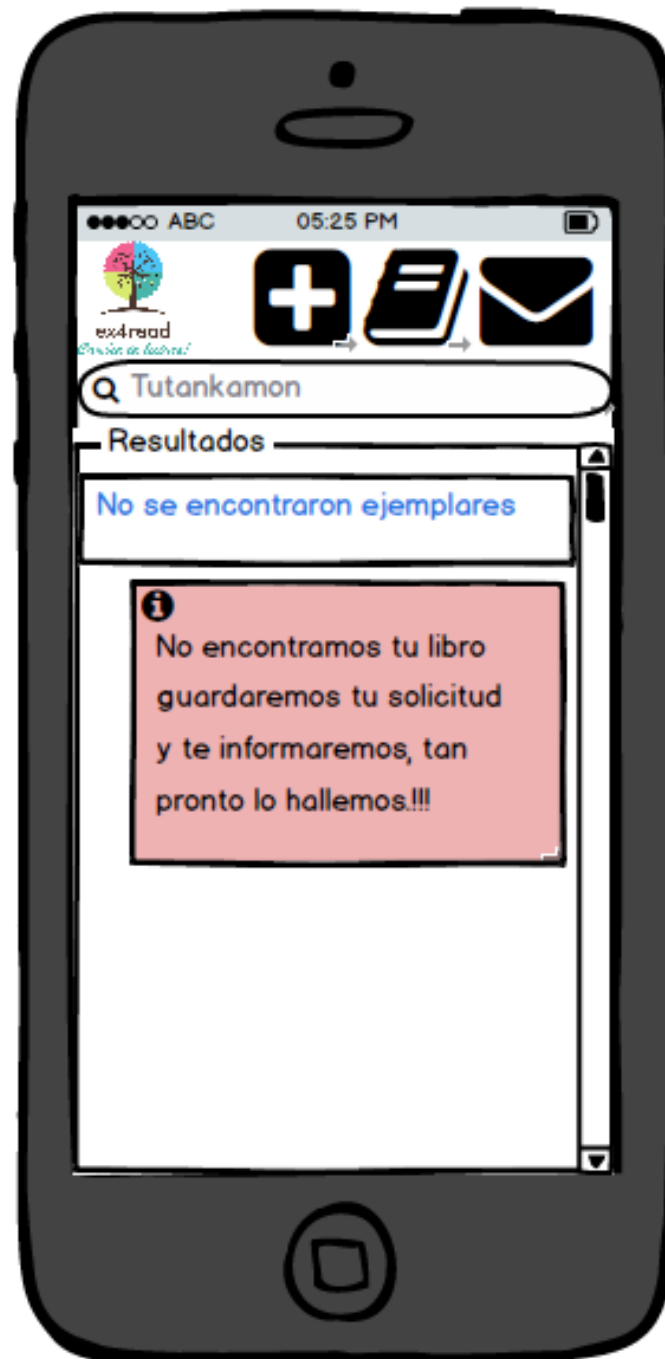 ABC 05:25 PM
ex4read
Tutankamon
Resultados
No se encontraron ejemplares
No encontramos tu libro
guardaremos tu solicitud
y te informaremos, tan
pronto lo hallemos.!!!